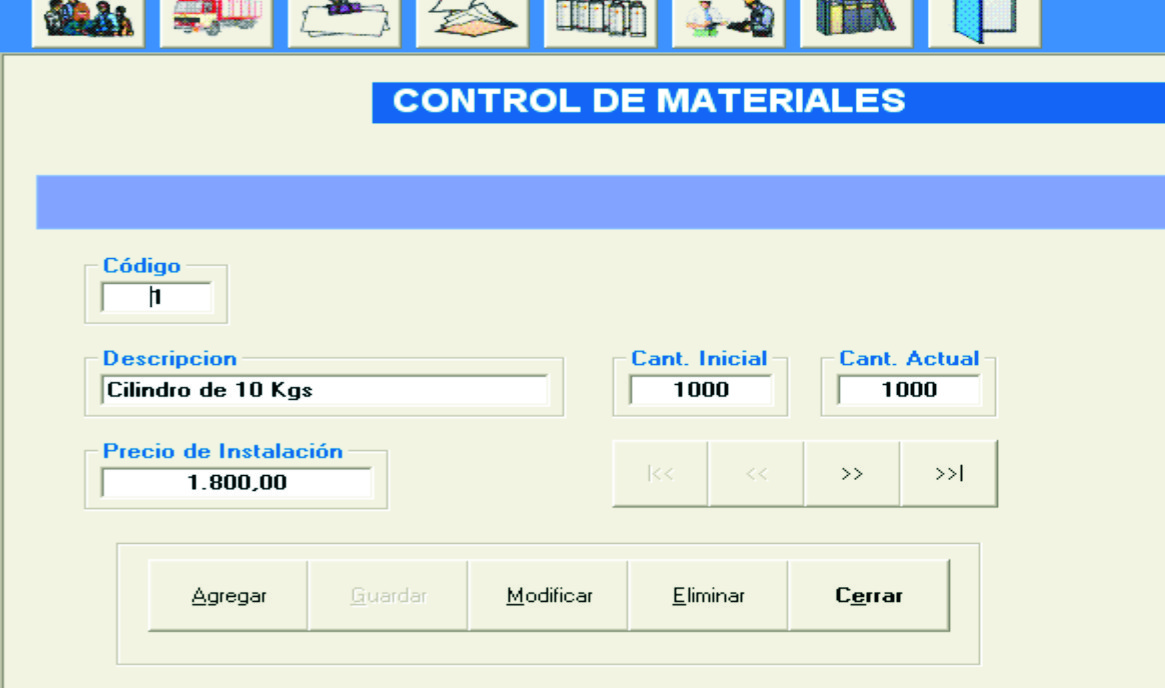 CONTROL DE MATERIALES
Código
1
Descripcion
Cant. Inicial
Cant. Actual
Cilindro de 10 Kgs
1000
1000
Precio de Instalación
1.800,00
|<<
<<
>>
>>|
Agregar
Guardar
Modificar
Eliminar
Cerrar